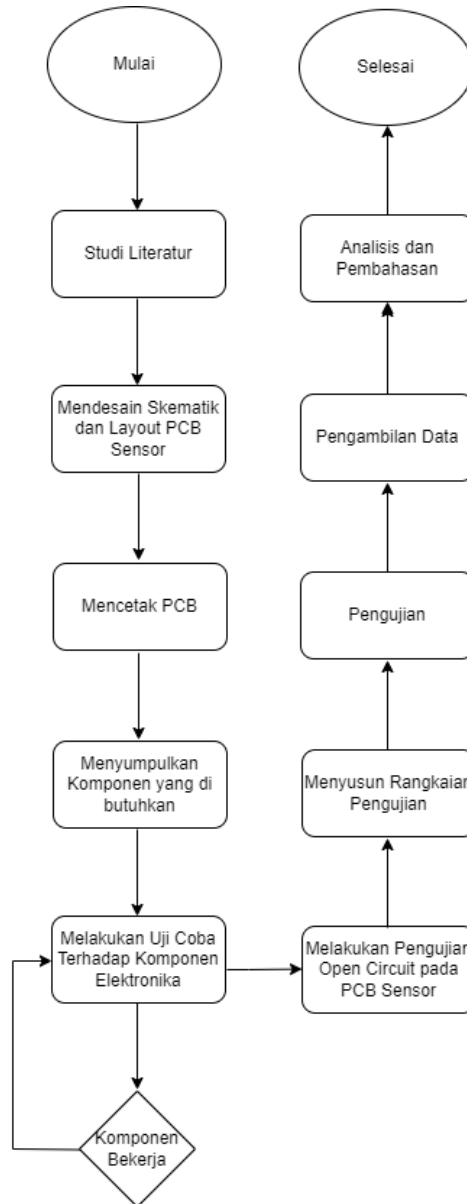 Mulai
Studi Literatur
Mendesain Skematik
dan Layout PCB
Sensor
Mencetak PCB
Menyumpulkan
Komponen yang di
butuhkan
Melakukan Uji Coba
Terhadap Komponen
Elektronika
Komponen
Bekerja
Melakukan Pengujian
Open Circuit pada
PCB Sensor
Menyusun Rangkaian
Pengujian
Pengujian
Pengambilan Data
Analisis dan
Pembahasan
Selesai